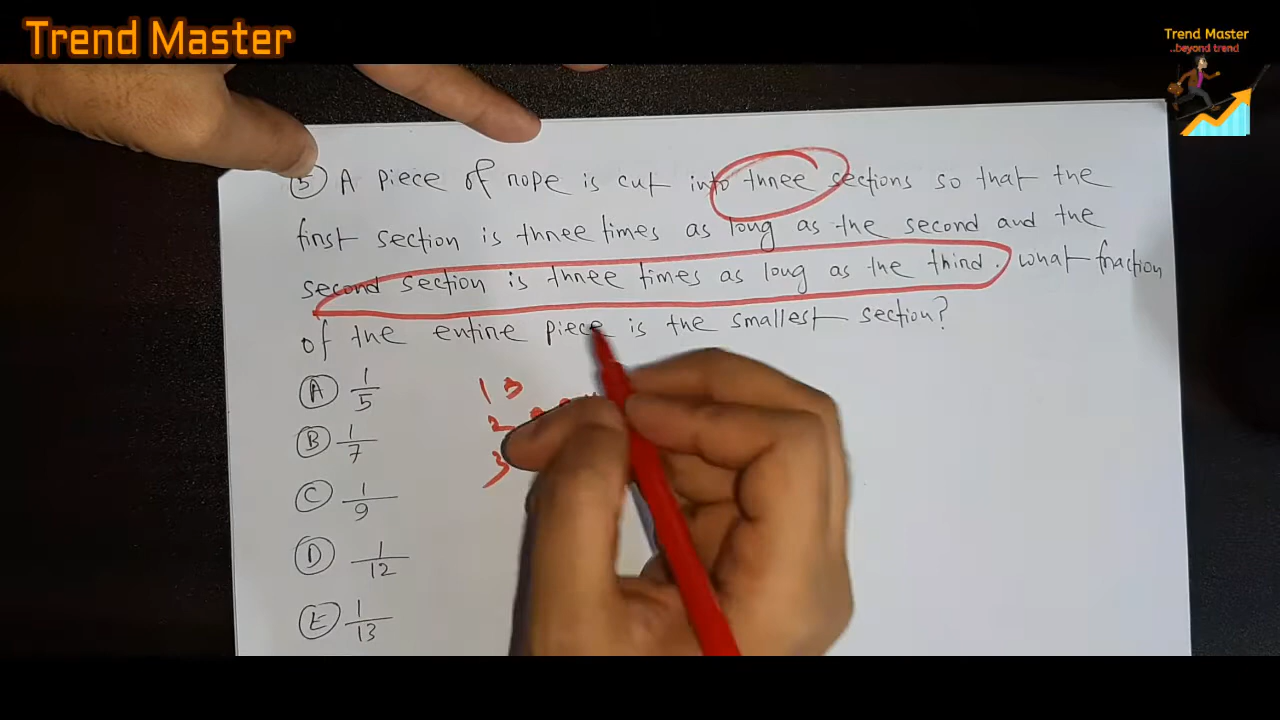 Trend Master
Trend Master
..beyond trend
5 A piece of rope is cut into three sections so that the
first section is three times as long as the second and the
second section is three times as long as the third. what fraction
of the entire piece is the smallest section?
A 1/5
B 1/7
C 1/9
D 1/12
E 1/13
1
2
3